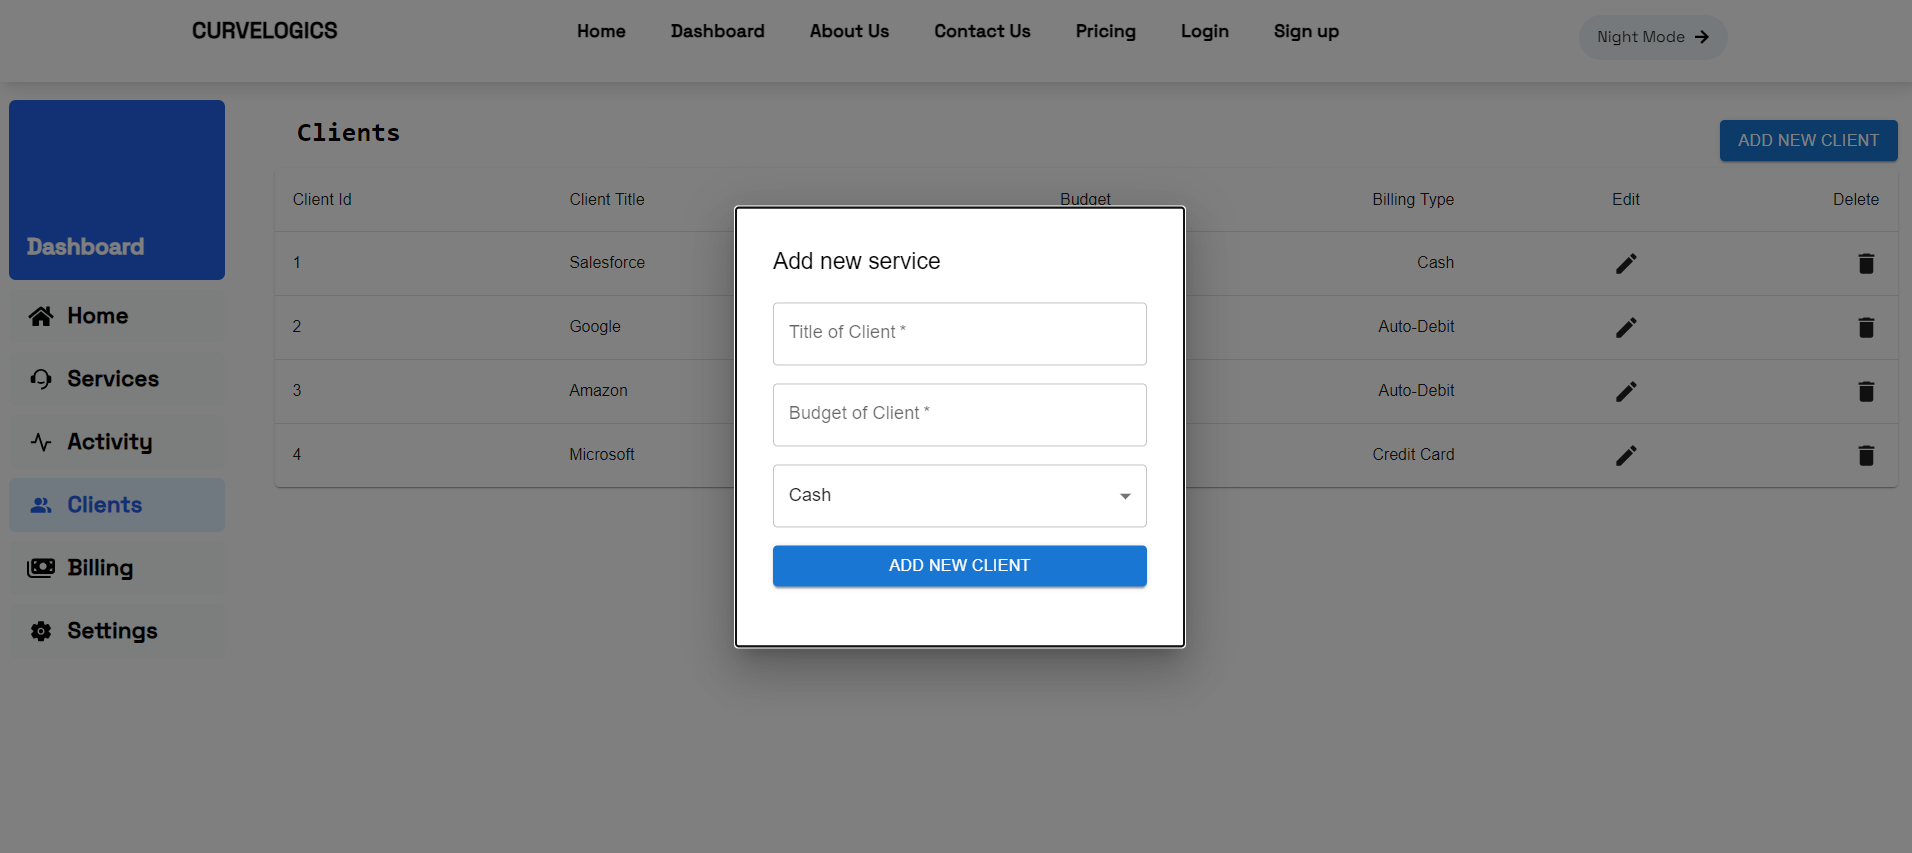 CURVELOGICS
Home
Dashboard
About Us
Contact Us
Pricing
Login
Sign up
Night Mode
Dashboard
Home
Services
Activity
Clients
Billing
Settings
Clients
ADD NEW CLIENT
Client Id Client Title Budget Billing Type Edit Delete
1 Salesforce Cash
2 Google Auto-Debit
3 Amazon Auto-Debit
4 Microsoft Credit Card
Add new service
Title of Client *
Budget of Client *
Cash
ADD NEW CLIENT